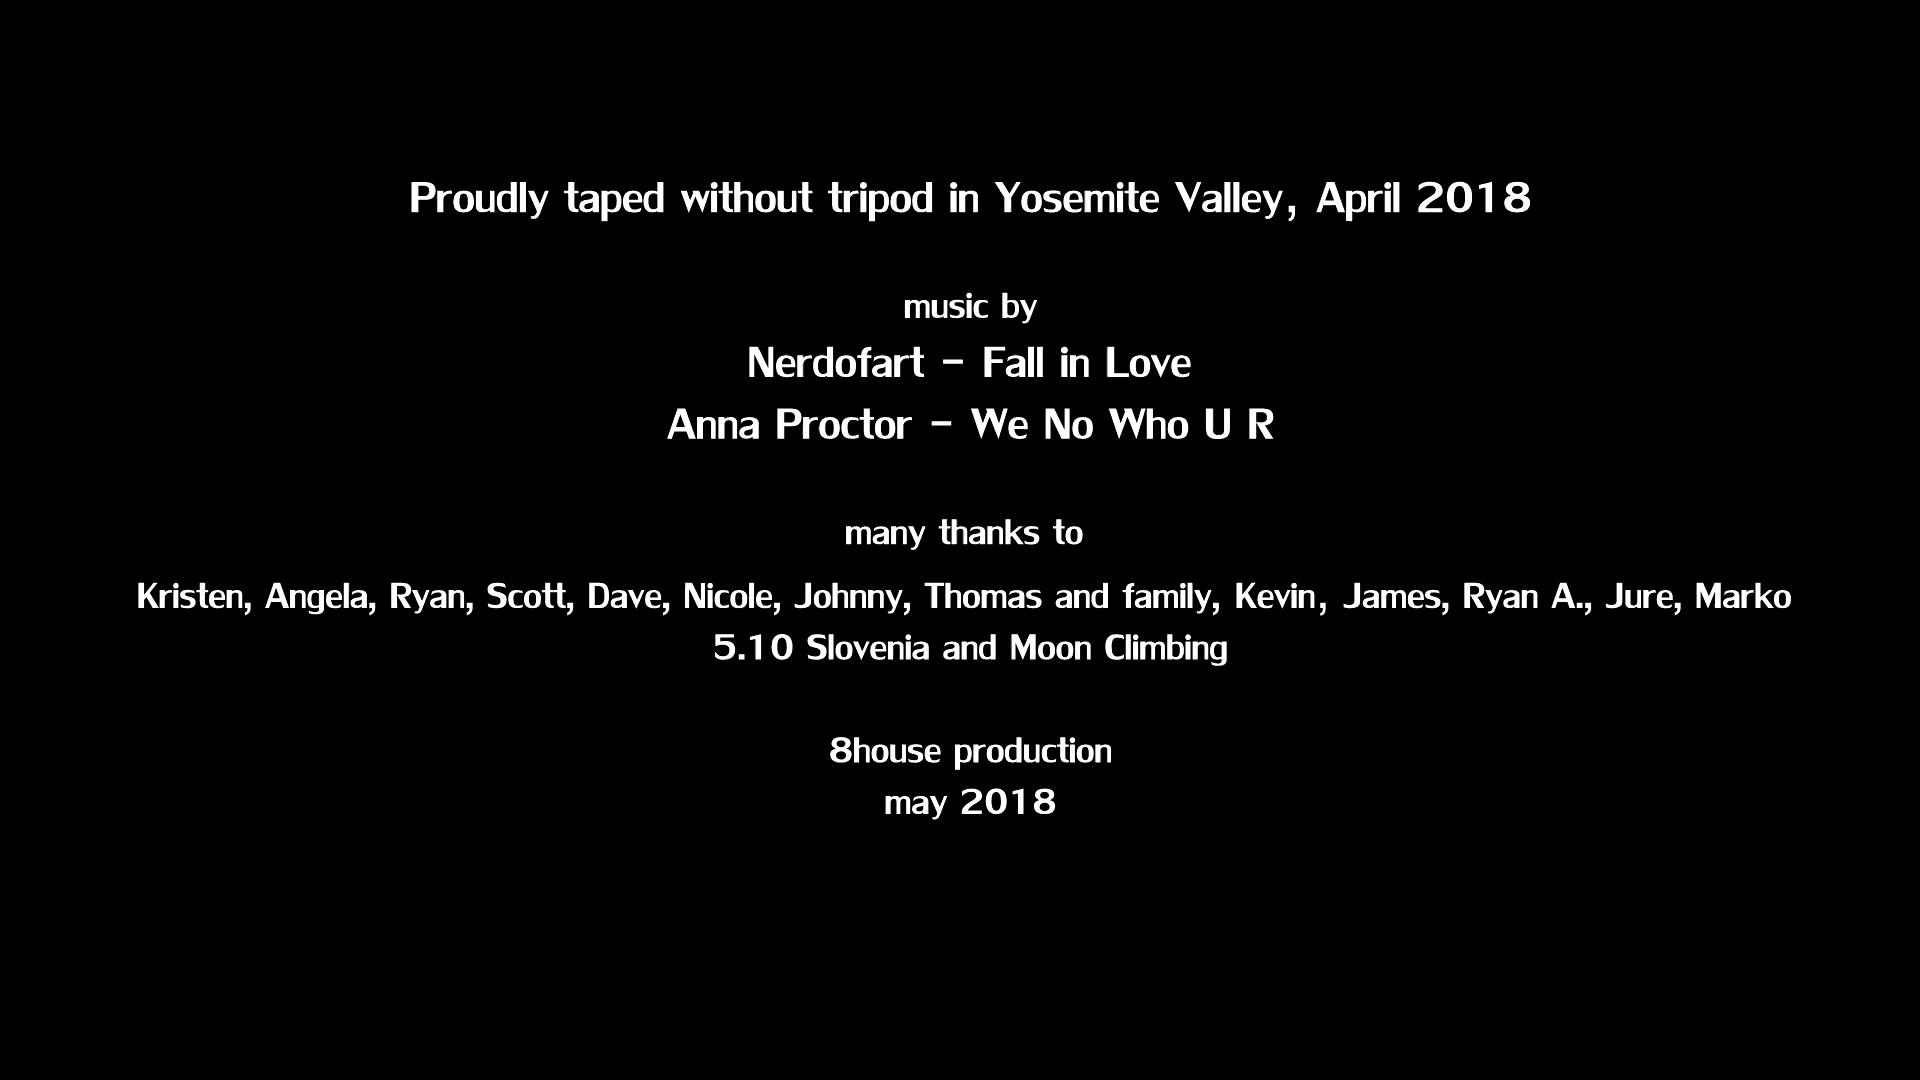 Proudly taped without tripod in Yosemite Valley, April 2018
music by
Nerdofart - Fall in Love
Anna Proctor - We No Who U R
many thanks to
Kristen, Angela, Ryan, Scott, Dave, Nicole, Johnny, Thomas and family, Kevin, James, Ryan A., Jure, Marko
5.10 Slovenia and Moon Climbing
8house production
may 2018